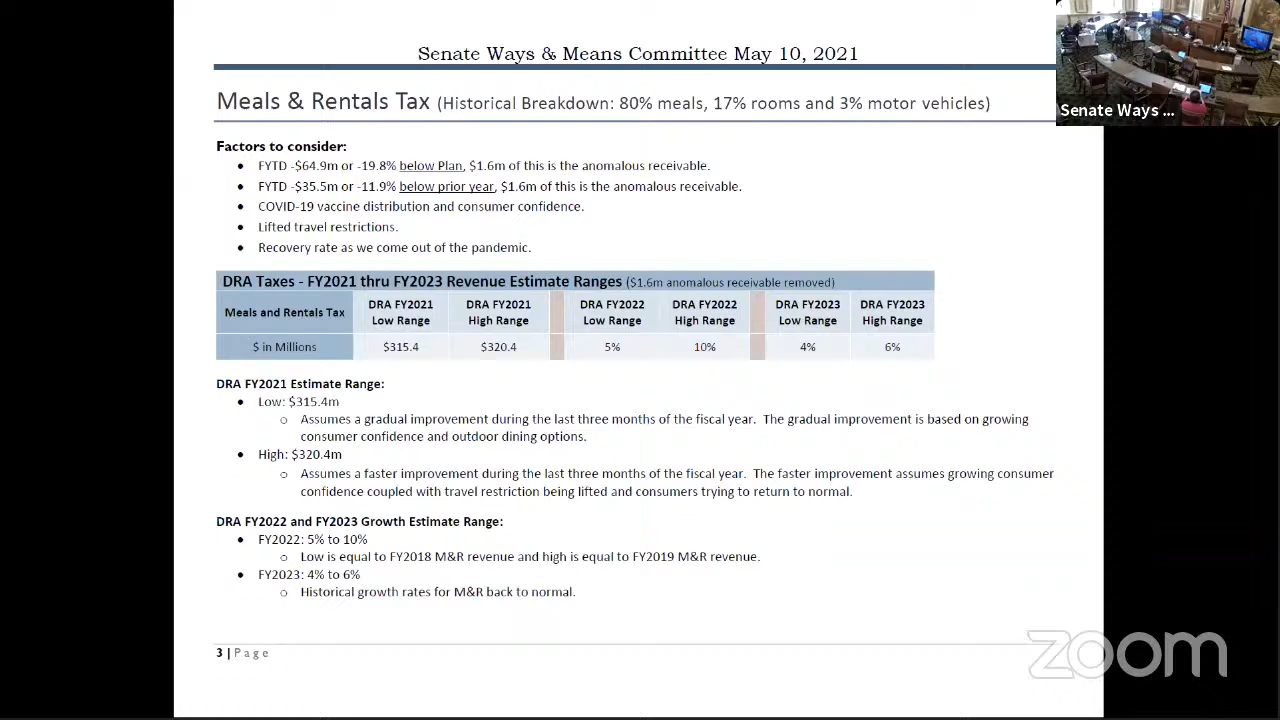 Senate Ways & Means Committee May 10, 2021
Senate Ways ...
Meals & Rentals Tax (Historical Breakdown: 80% meals, 17% rooms and 3% motor vehicles)
Factors to consider:
• FYTD -$64.9m or -19.8% below Plan, $1.6m of this is the anomalous receivable.
• FYTD -$35.5m or -11.9% below prior year, $1.6m of this is the anomalous receivable.
• COVID-19 vaccine distribution and consumer confidence.
• Lifted travel restrictions.
• Recovery rate as we come out of the pandemic.
DRA Taxes - FY2021 thru FY2023 Revenue Estimate Ranges ($1.6m anomalous receivable removed)
Meals and Rentals Tax DRA FY2021 Low Range DRA FY2021 High Range DRA FY2022 Low Range DRA FY2022 High Range DRA FY2023 Low Range DRA FY2023 High Range
$ in Millions $315.4 $320.4 5% 10% 4% 6%
DRA FY2021 Estimate Range:
• Low: $315.4m
o Assumes a gradual improvement during the last three months of the fiscal year. The gradual improvement is based on growing
consumer confidence and outdoor dining options.
• High: $320.4m
o Assumes a faster improvement during the last three months of the fiscal year. The faster improvement assumes growing consumer
confidence coupled with travel restriction being lifted and consumers trying to return to normal.
DRA FY2022 and FY2023 Growth Estimate Range:
• FY2022: 5% to 10%
o Low is equal to FY2018 M&R revenue and high is equal to FY2019 M&R revenue.
• FY2023: 4% to 6%
o Historical growth rates for M&R back to normal.
3 | Page
zoom